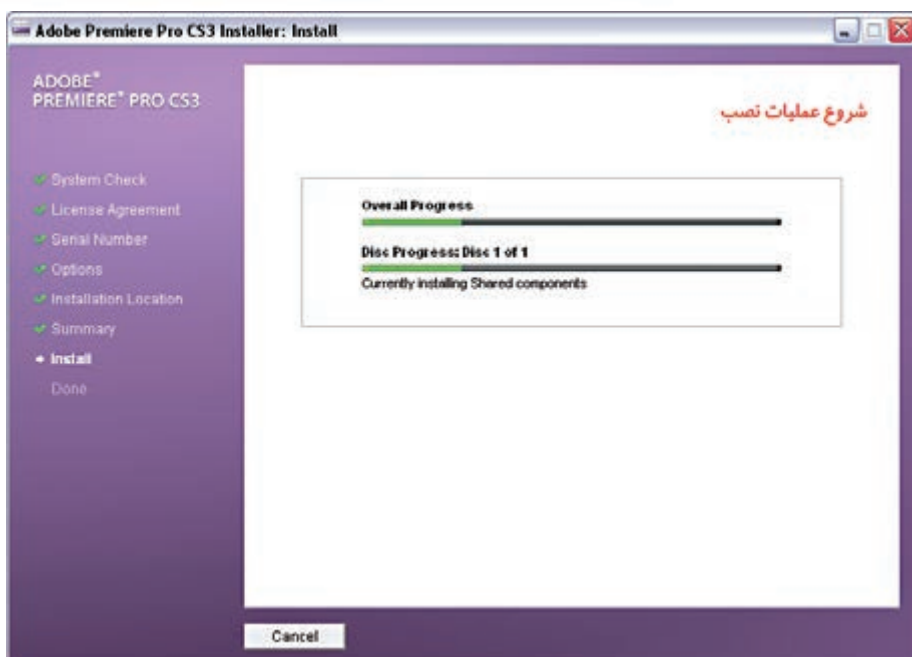 Adobe Premiere Pro CS3 Installer: Install
ADOBE®
PREMIERE® PRO CS3
System Check
License Agreement
Serial Number
Options
Installation Location
Summary
Install
Done
شروع عملیات نصب
Overall Progress
Disc Progress: Disc 1 of 1
Currently installing Shared components
Cancel